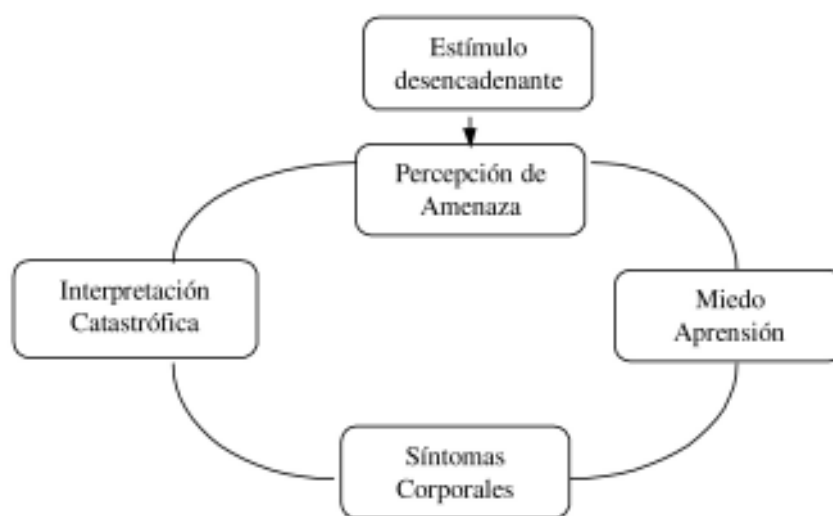 Estímulo
desencadenante
Percepción de
Amenaza
Interpretación
Catastrófica
Miedo
Aprensión
Síntomas
Corporales